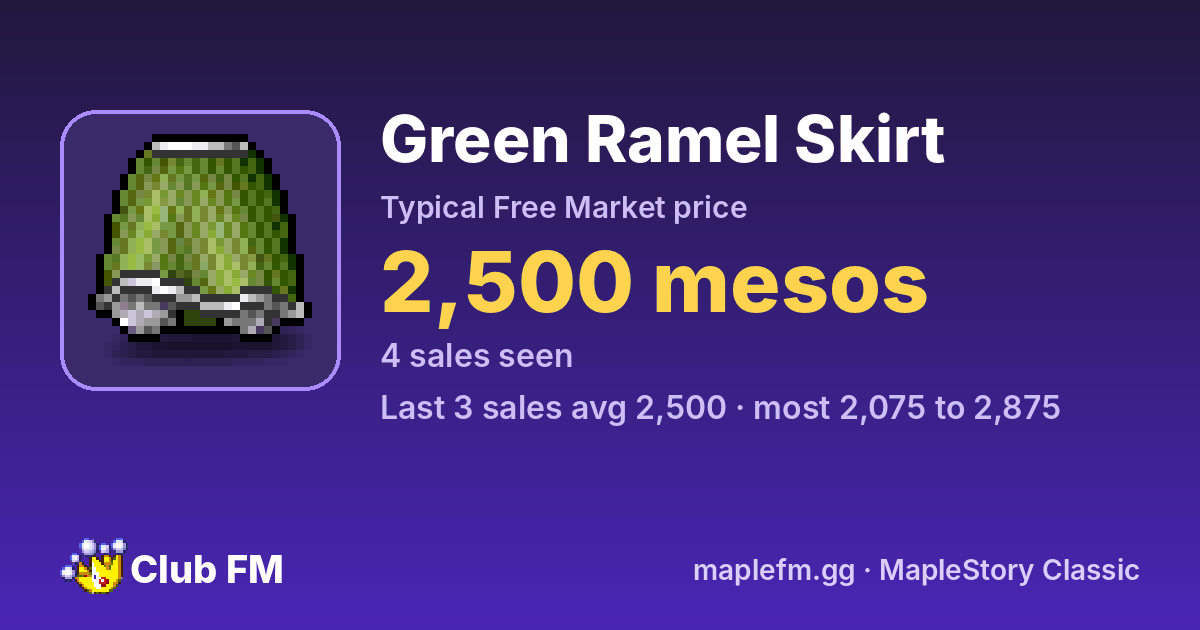 Green Ramel Skirt
Typical Free Market price
2,500 mesos
4 sales seen
Last 3 sales avg 2,500 · most 2,075 to 2,875
Club FM
maplefm.gg · MapleStory Classic